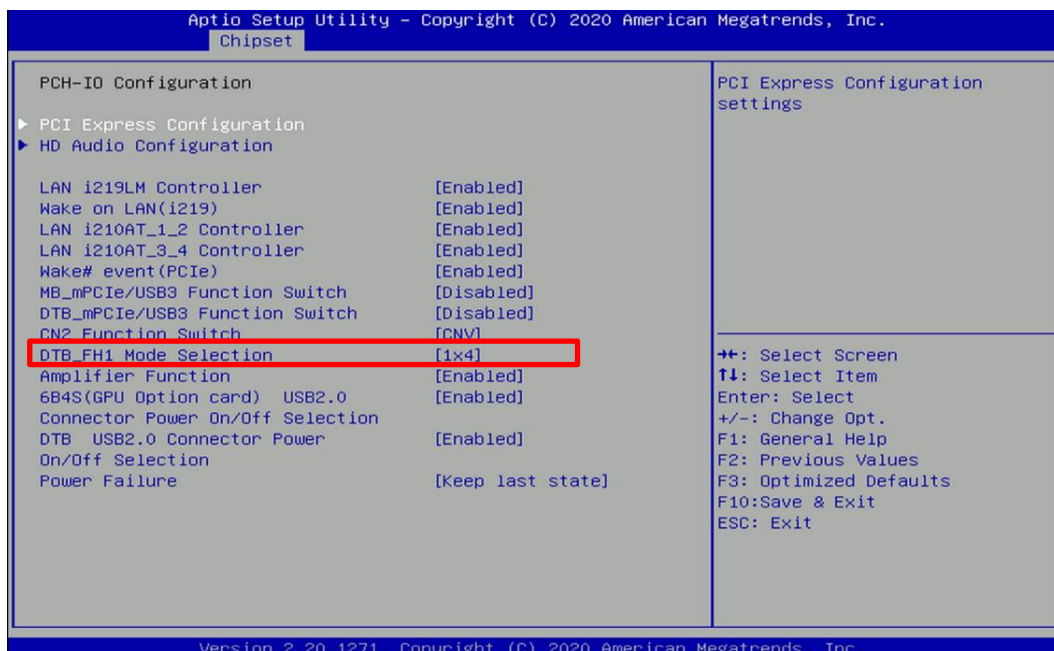 Aptio Setup Utility – Copyright (C) 2020 American Megatrends, Inc.
Chipset
PCH-IO Configuration
PCI Express Configuration settings
▶ PCI Express Configuration
▶ HD Audio Configuration
LAN i219LM Controller [Enabled]
Wake on LAN(i219) [Enabled]
LAN i210AT_1_2 Controller [Enabled]
LAN i210AT_3_4 Controller [Enabled]
Wake# event(PCIe) [Enabled]
MB_mPCIe/USB3 Function Switch [Disabled]
DTB_mPCIe/USB3 Function Switch [Disabled]
CN2 Function Switch [CNV]
DTB_FH1 Mode Selection [1x4]
Amplifier Function [Enabled]
6B4S(GPU Option card) USB2.0 [Enabled]
Connector Power On/Off Selection
DTB USB2.0 Connector Power [Enabled]
On/Off Selection
Power Failure [Keep last state]
→←: Select Screen
↑↓: Select Item
Enter: Select
+/-: Change Opt.
F1: General Help
F2: Previous Values
F3: Optimized Defaults
F10:Save & Exit
ESC: Exit
Version 2.20.1271. Copyright (C) 2020 American Megatrends, Inc.